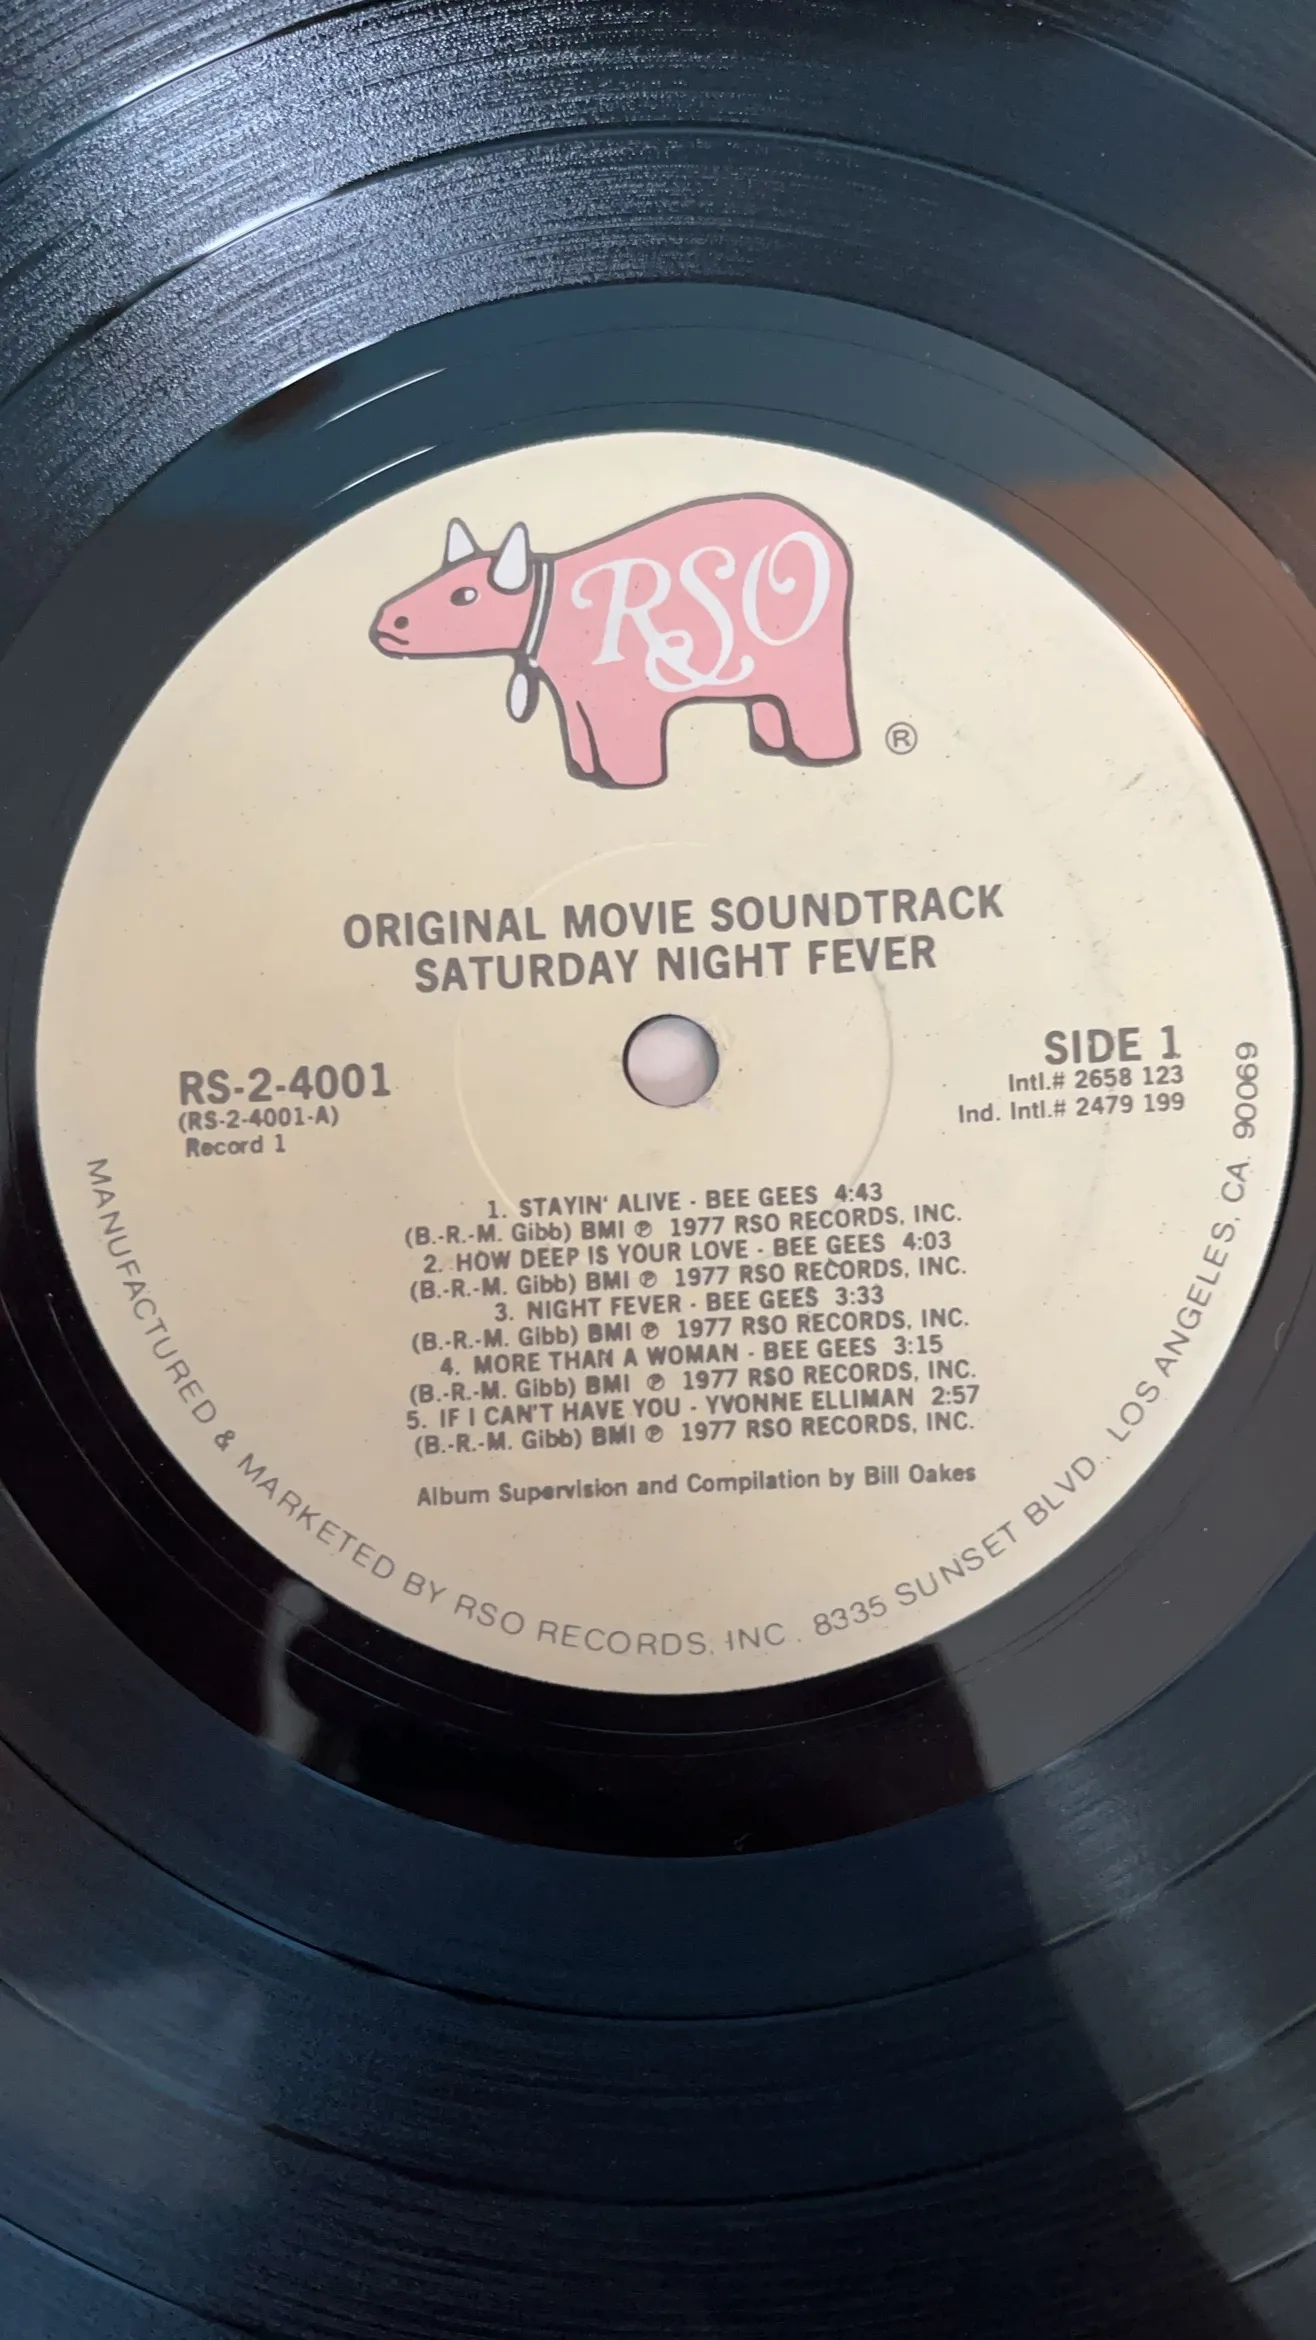 RSO
®
ORIGINAL MOVIE SOUNDTRACK
SATURDAY NIGHT FEVER
RS-2-4001
(RS-2-4001-A)
Record 1
SIDE 1
Intl.# 2658 123
Ind. Intl.# 2479 199
1. STAYIN' ALIVE - BEE GEES 4:43
(B.-R.-M. Gibb) BMI ℗ 1977 RSO RECORDS, INC.
2. HOW DEEP IS YOUR LOVE - BEE GEES 4:03
(B.-R.-M. Gibb) BMI ℗ 1977 RSO RECORDS, INC.
3. NIGHT FEVER - BEE GEES 3:33
(B.-R.-M. Gibb) BMI ℗ 1977 RSO RECORDS, INC.
4. MORE THAN A WOMAN - BEE GEES 3:15
(B.-R.-M. Gibb) BMI ℗ 1977 RSO RECORDS, INC.
5. IF I CAN'T HAVE YOU - YVONNE ELLIMAN 2:57
(B.-R.-M. Gibb) BMI ℗ 1977 RSO RECORDS, INC.
Album Supervision and Compilation by Bill Oakes
MANUFACTURED & MARKETED BY RSO RECORDS, INC., 8335 SUNSET BLVD., LOS ANGELES, CA. 90069